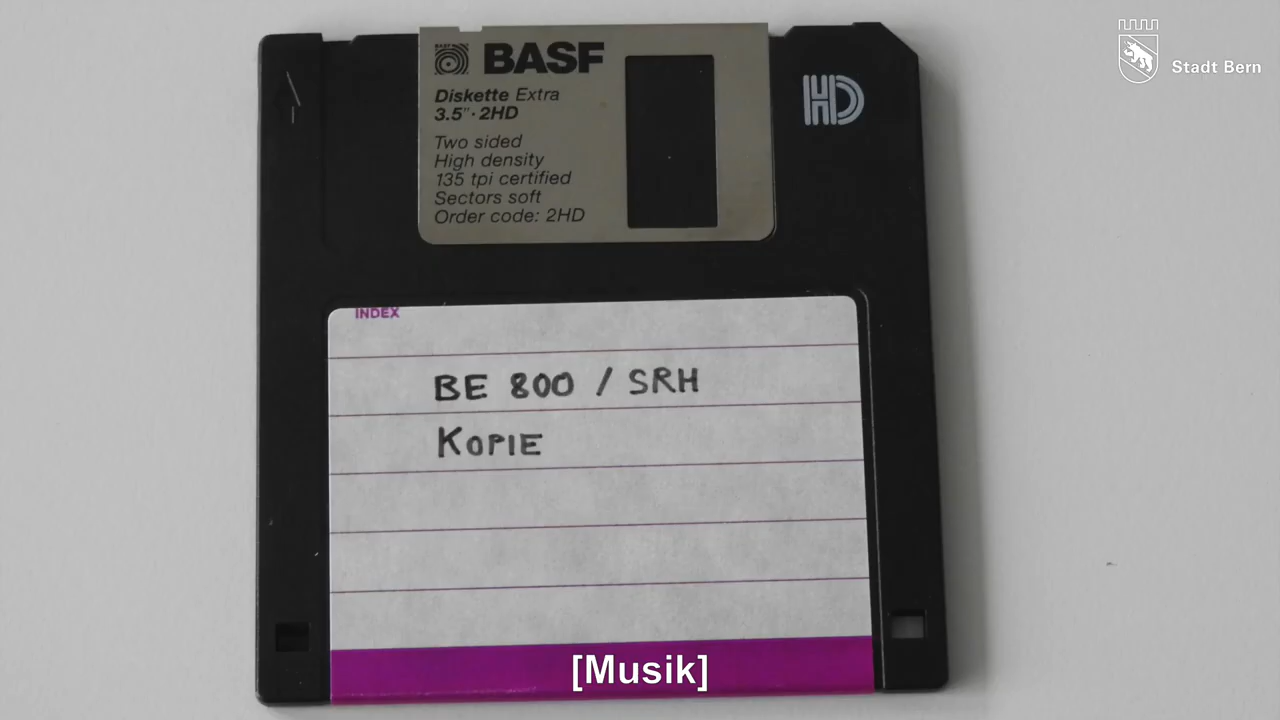 BASF
Diskette Extra
3.5"·2HD
Two sided
High density
135 tpi certified
Sectors soft
Order code: 2HD
HD
Stadt Bern
INDEX
BE 800 / SRH
KOPIE
[Musik]